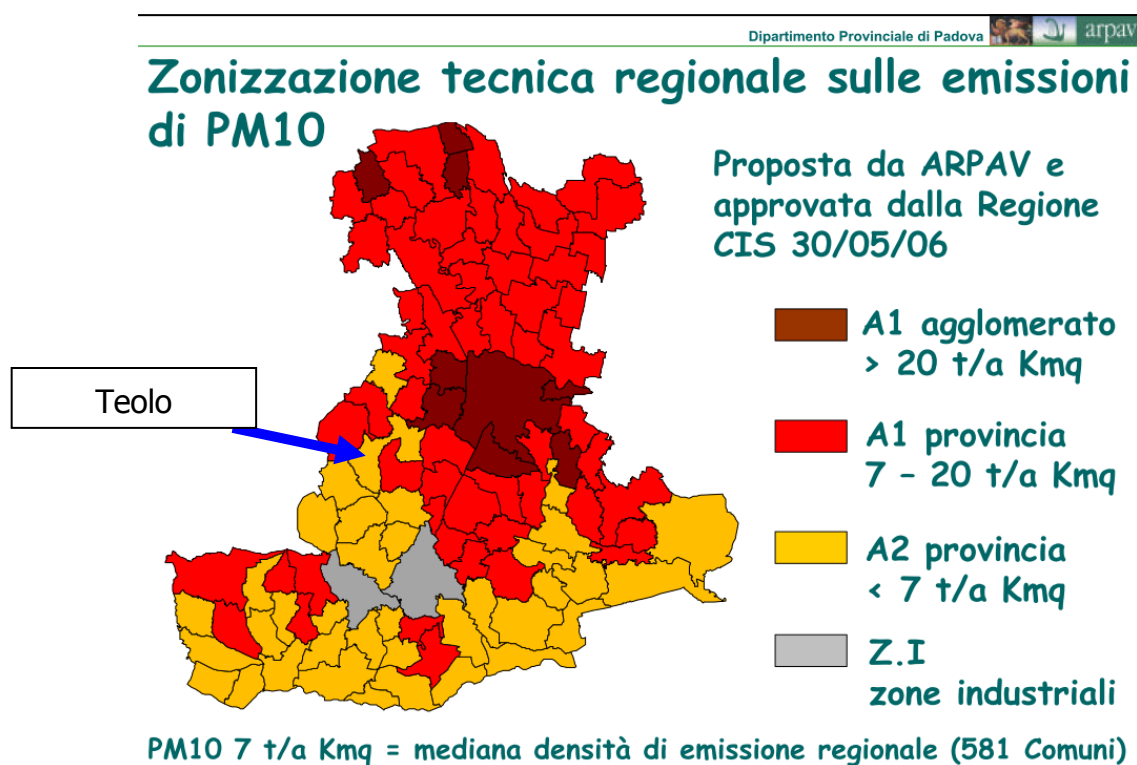 Dipartimento Provinciale di Padova arpav
Zonizzazione tecnica regionale sulle emissioni
di PM10
Proposta da ARPAV e
approvata dalla Regione
CIS 30/05/06
A1 agglomerato
> 20 t/a Kmq
Teolo
A1 provincia
7 - 20 t/a Kmq
A2 provincia
< 7 t/a Kmq
Z.I
zone industriali
PM10 7 t/a Kmq = mediana densità di emissione regionale (581 Comuni)